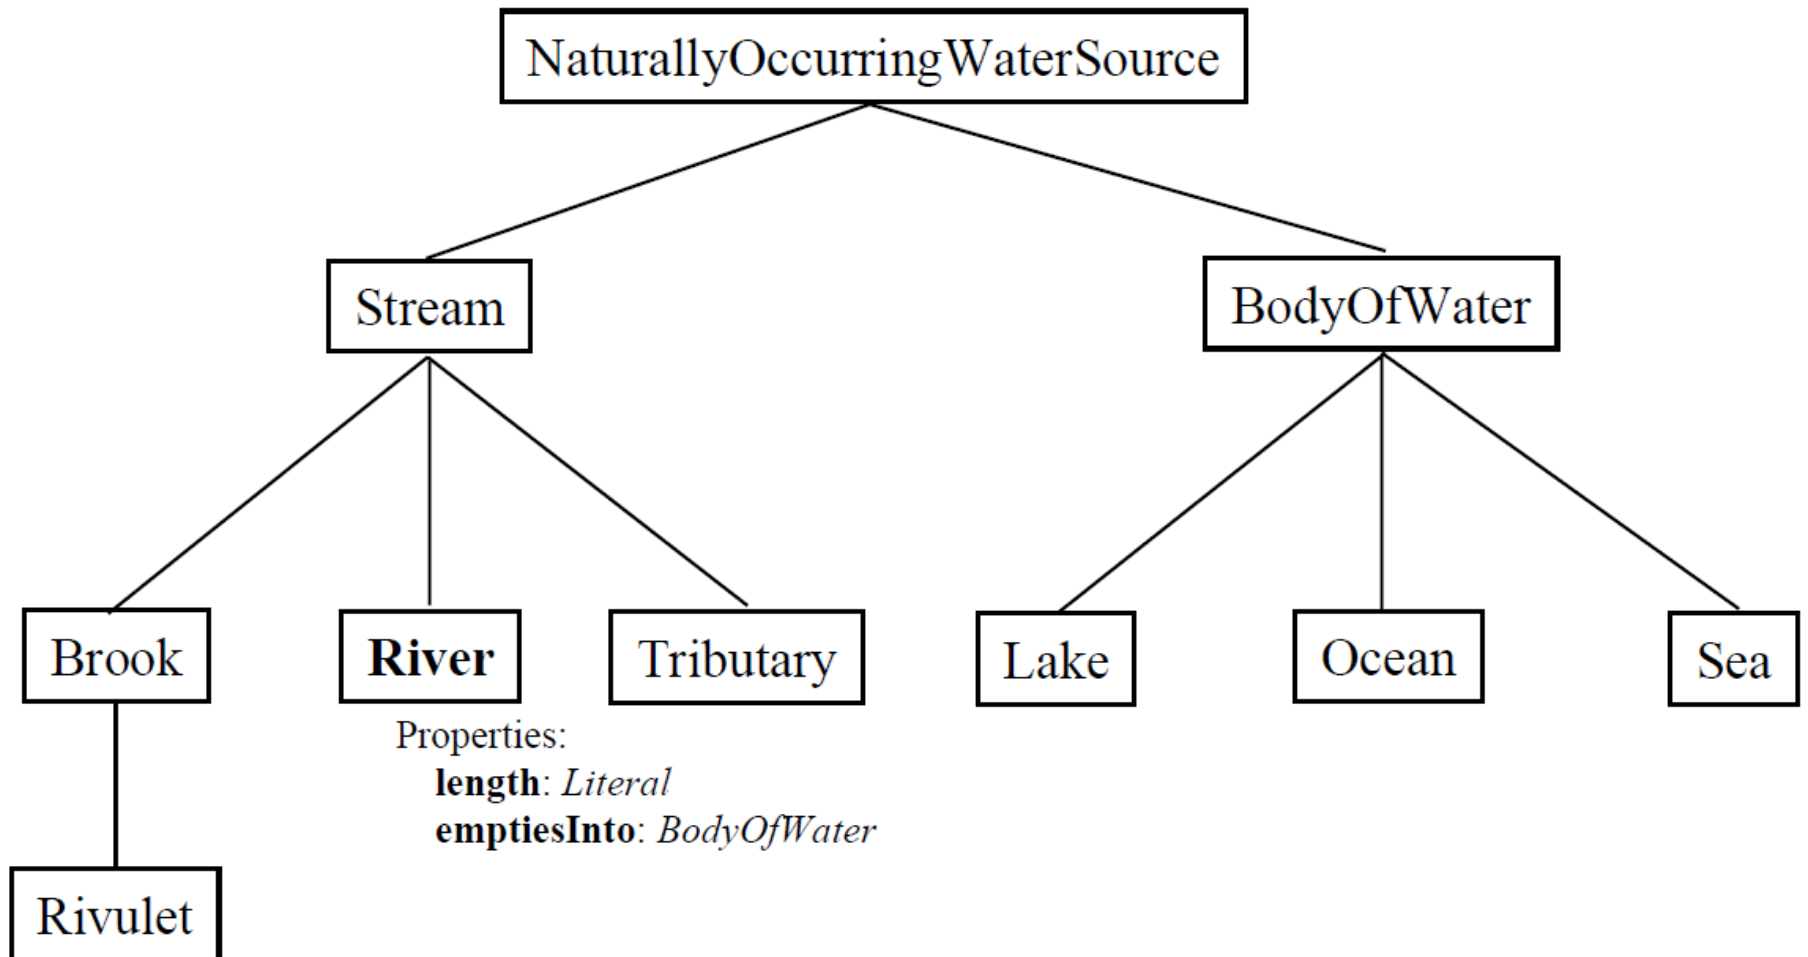 NaturallyOccurringWaterSource
Stream
BodyOfWater
Brook
River
Tributary
Lake
Ocean
Sea
Properties:
length: Literal
emptiesInto: BodyOfWater
Rivulet